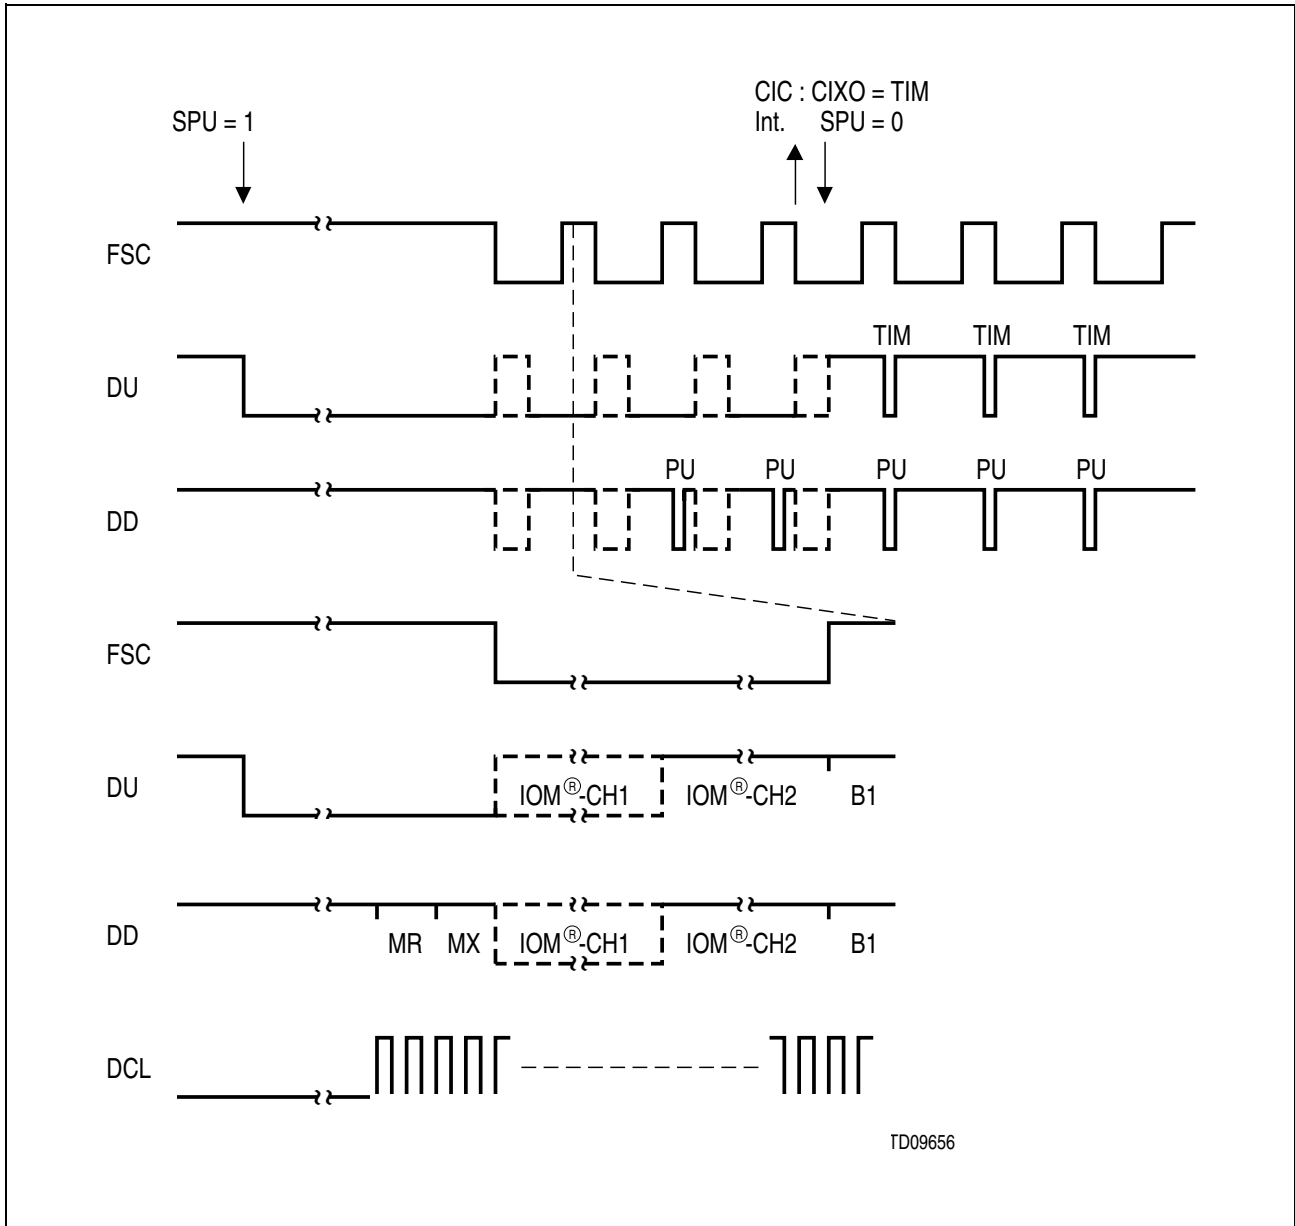 CIC : CIXO = TIM
SPU = 1
Int. SPU = 0
FSC
TIM TIM TIM
DU
PU PU PU PU PU
DD
FSC
DU
IOM®-CH1 IOM®-CH2 B1
DD
MR MX IOM®-CH1 IOM®-CH2 B1
DCL
TD09656